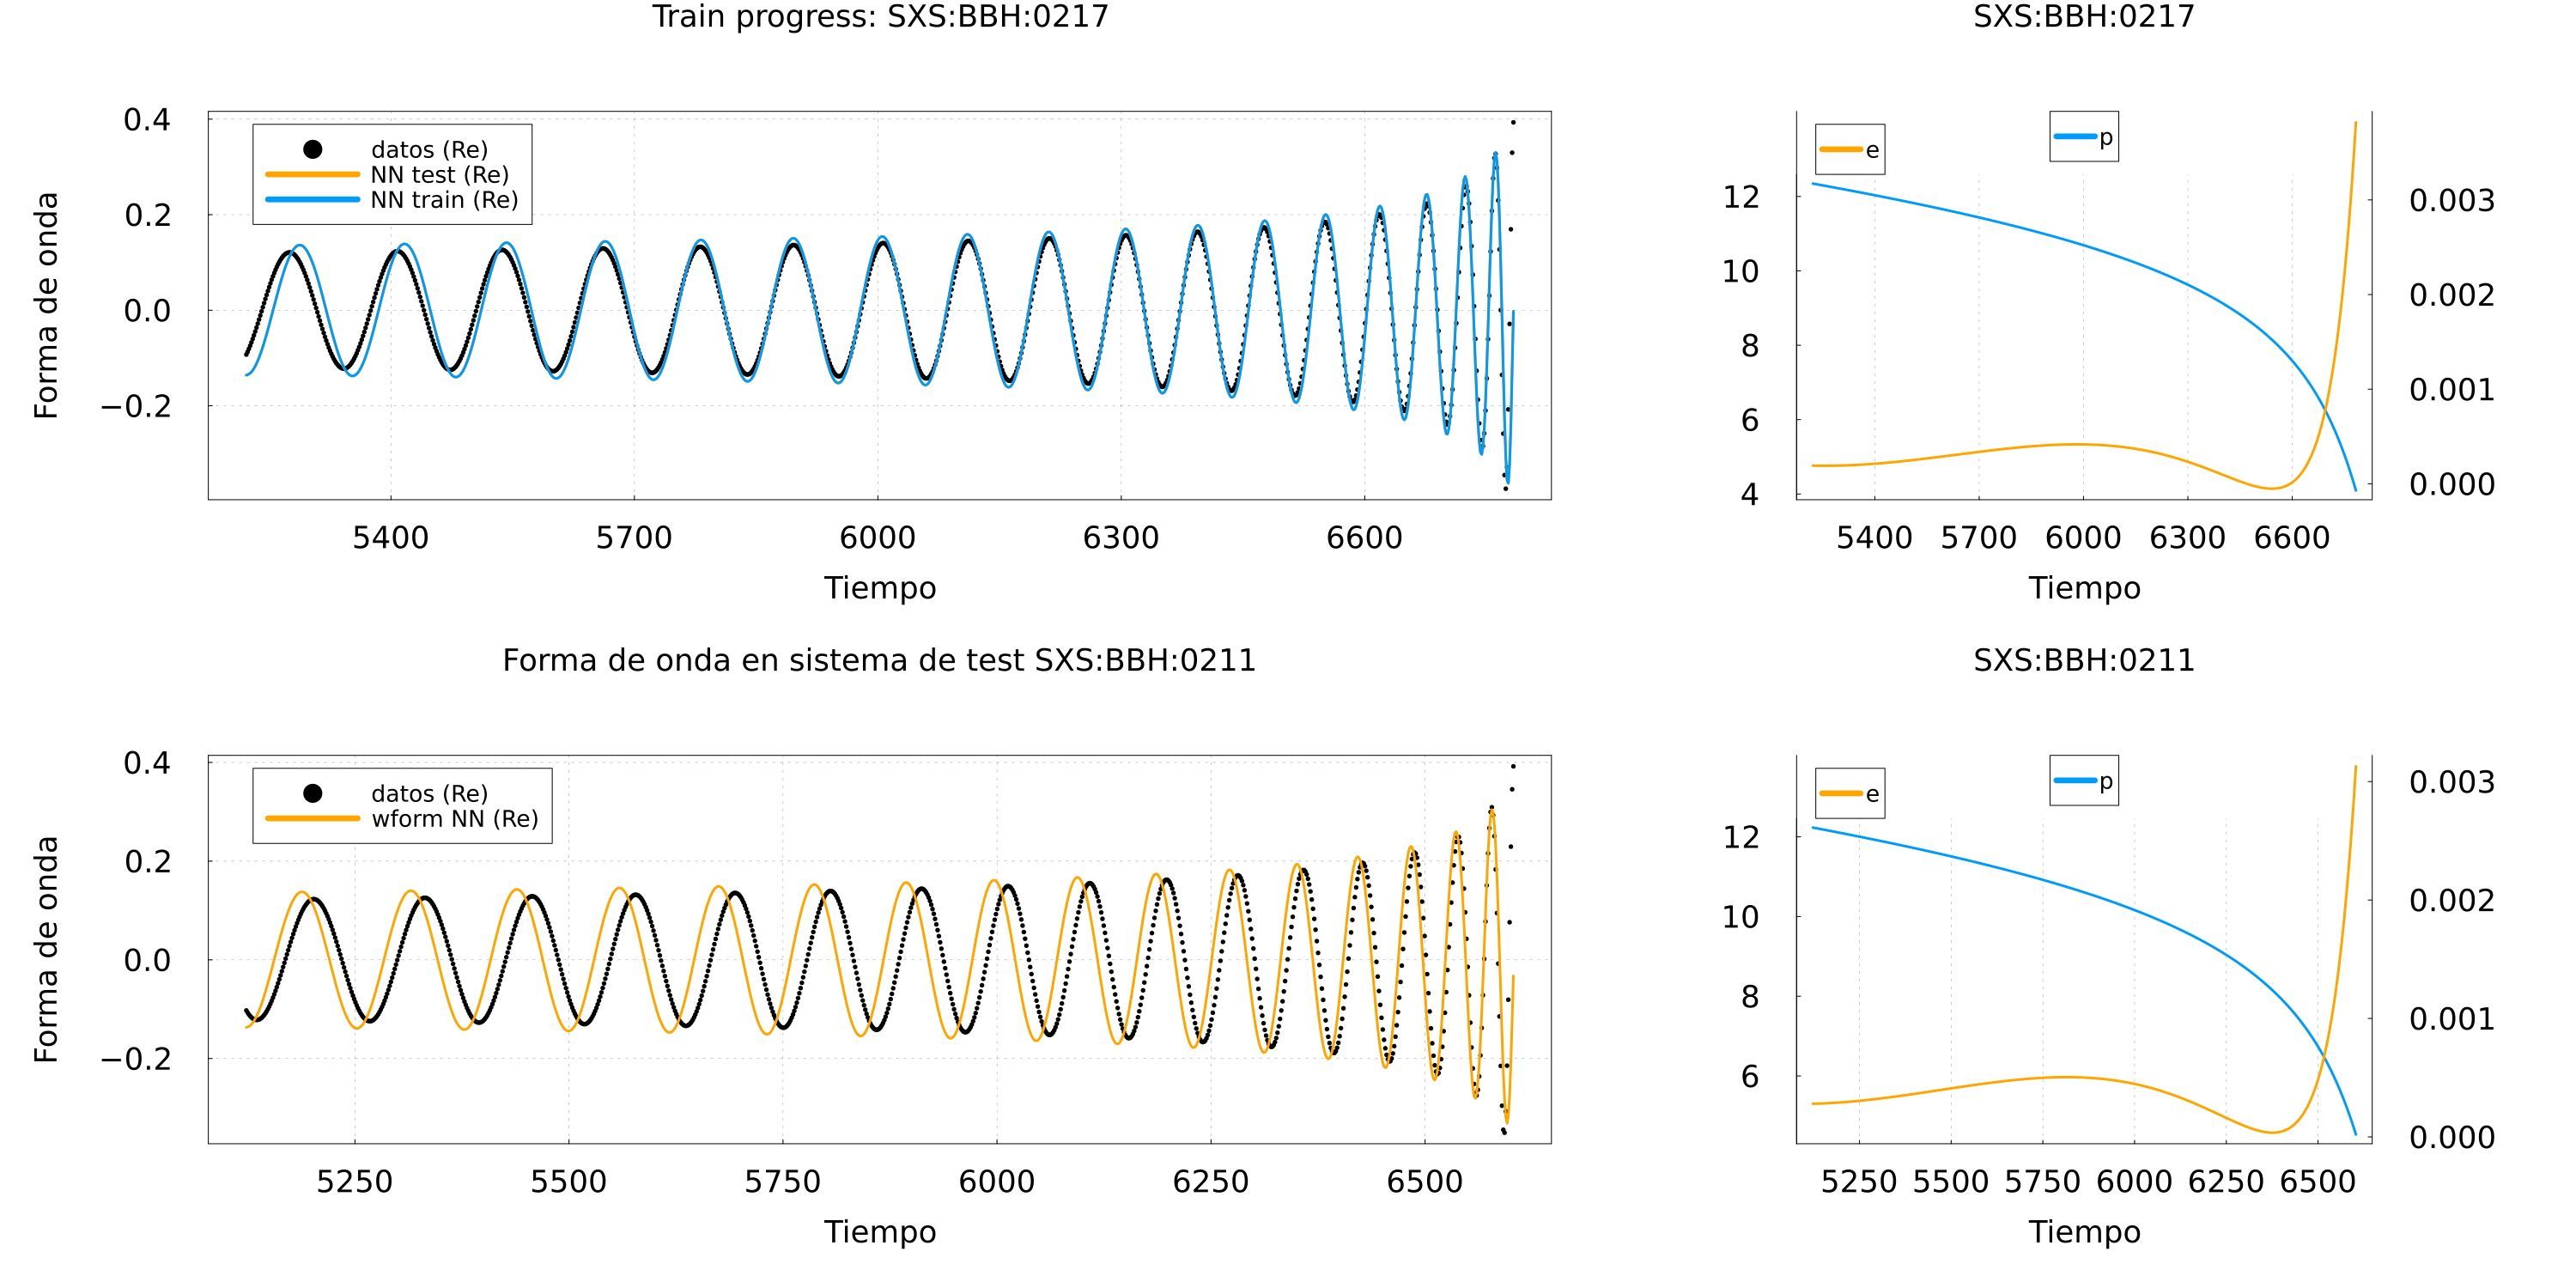 Train progress: SXS:BBH:0217
Forma de onda
0.4
0.2
0.0
−0.2
datos (Re)
NN test (Re)
NN train (Re)
5400 5700 6000 6300 6600
Tiempo
SXS:BBH:0217
e
p
12
10
8
6
4
0.003
0.002
0.001
0.000
5400 5700 6000 6300 6600
Tiempo
Forma de onda en sistema de test SXS:BBH:0211
Forma de onda
0.4
0.2
0.0
−0.2
datos (Re)
wform NN (Re)
5250 5500 5750 6000 6250 6500
Tiempo
SXS:BBH:0211
e
p
12
10
8
6
0.003
0.002
0.001
0.000
5250 5500 5750 6000 6250 6500
Tiempo